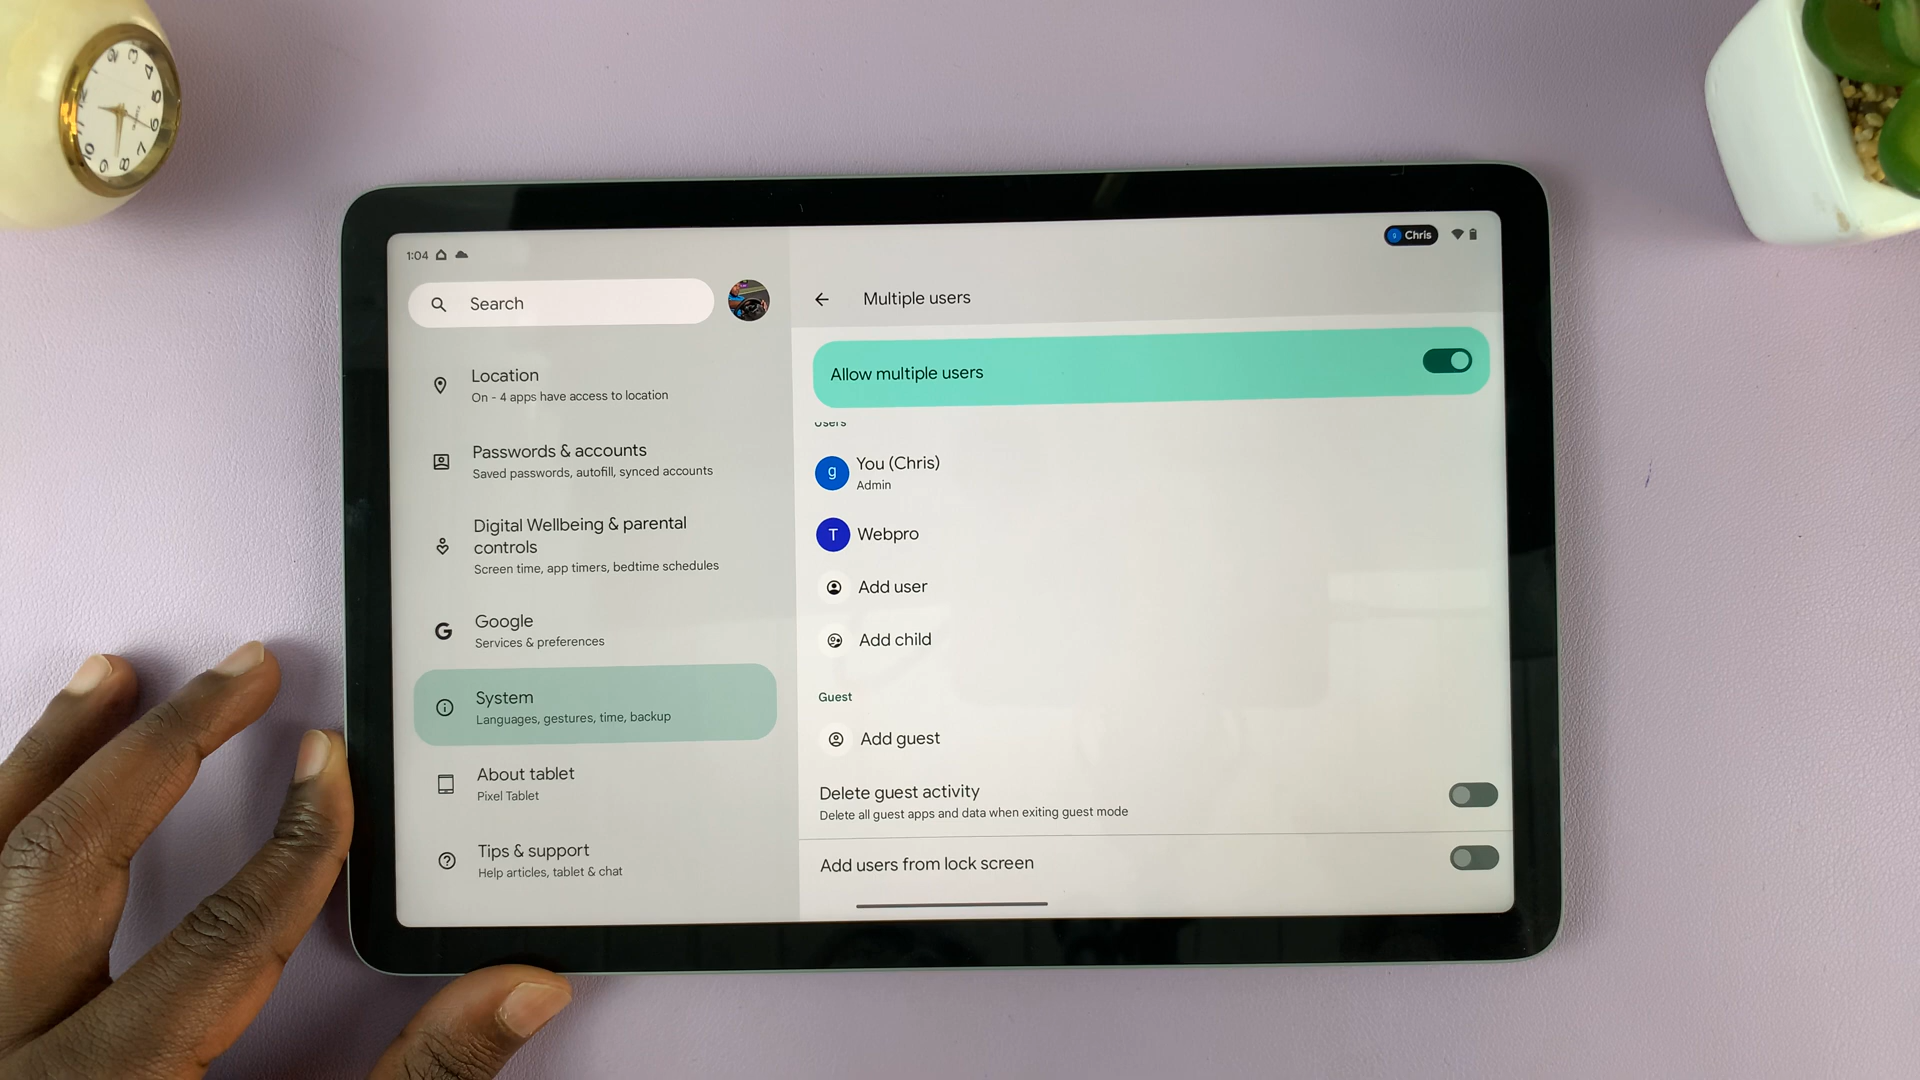 1:04
Chris
Search
Location
On - 4 apps have access to location
Passwords & accounts
Saved passwords, autofill, synced accounts
Digital Wellbeing & parental
controls
Screen time, app timers, bedtime schedules
Google
Services & preferences
System
Languages, gestures, time, backup
About tablet
Pixel Tablet
Tips & support
Help articles, tablet & chat
Multiple users
Allow multiple users
Users
g
You (Chris)
Admin
T
Webpro
Add user
Add child
Guest
Add guest
Delete guest activity
Delete all guest apps and data when exiting guest mode
Add users from lock screen